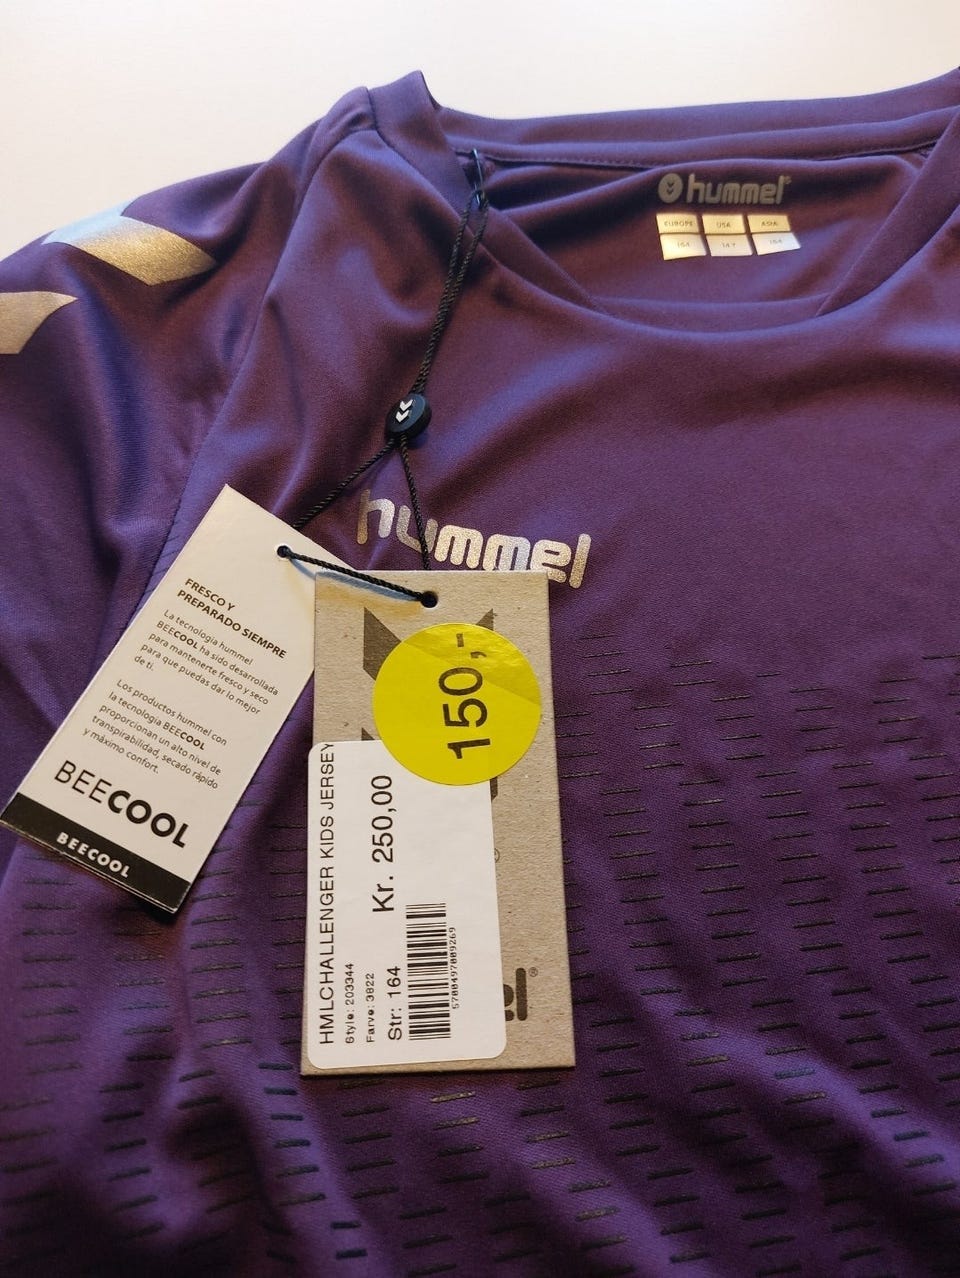 hummel®
EUROPE USA ASIA
164 14Y 164
hummel
FRESCO Y
PREPARADO SIEMPRE
La tecnología hummel
BEECOOL ha sido desarrollada
para mantenerte fresco y seco
para que puedas dar lo mejor
de ti.
Los productos hummel con
la tecnología BEECOOL
proporcionan un alto nivel de
transpirabilidad, secado rápido
y máximo confort.
BEECOOL
BEECOOL
150,-
HMLCHALLENGER KIDS JERSEY
Style: 203344
Farve: 3822
Kr. 250,00
Str: 164
5700497009269